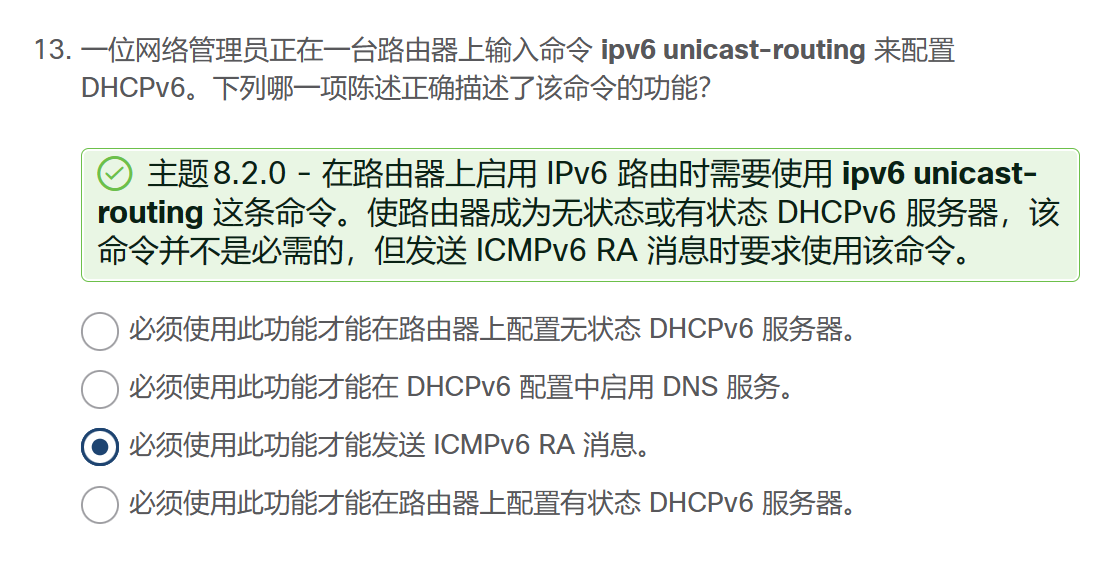 13. 一位网络管理员正在一台路由器上输入命令 ipv6 unicast-routing 来配置
DHCPv6。下列哪一项陈述正确描述了该命令的功能？
主题8.2.0 - 在路由器上启用 IPv6 路由时需要使用 ipv6 unicast-
routing 这条命令。使路由器成为无状态或有状态 DHCPv6 服务器，该
命令并不是必需的，但发送 ICMPv6 RA 消息时要求使用该命令。
必须使用此功能才能在路由器上配置无状态 DHCPv6 服务器。
必须使用此功能才能在 DHCPv6 配置中启用 DNS 服务。
必须使用此功能才能发送 ICMPv6 RA 消息。
必须使用此功能才能在路由器上配置有状态 DHCPv6 服务器。